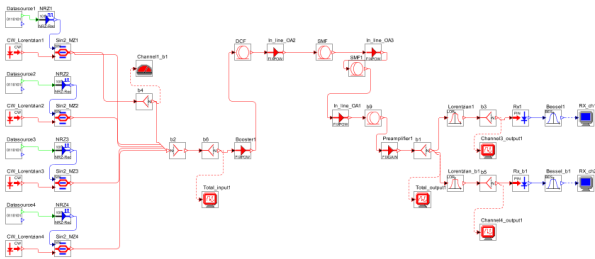 Datasource1
NRZ1
CW_Lorentzian1
Sin2_MZ1
Channel1_b1
DCF
In_line_OA2
SMF
In_line_OA3
SMF1
Datasource2
NRZ2
b4
CW_Lorentzian2
Sin2_MZ2
In_line_OA1
b9
Lorentzian1
b3
Rx1
Bessel1
RX_ch1
Datasource3
NRZ3
b2
b6
Booster1
Preamplifier1
b1
Channel3_output1
CW_Lorentzian3
Sin2_MZ3
Total_input1
Total_output1
Lorentzian_b1
b5
Rx_b1
Bessel_b1
RX_ch2
Datasource4
NRZ4
Channel4_output1
CW_Lorentzian4
Sin2_MZ4